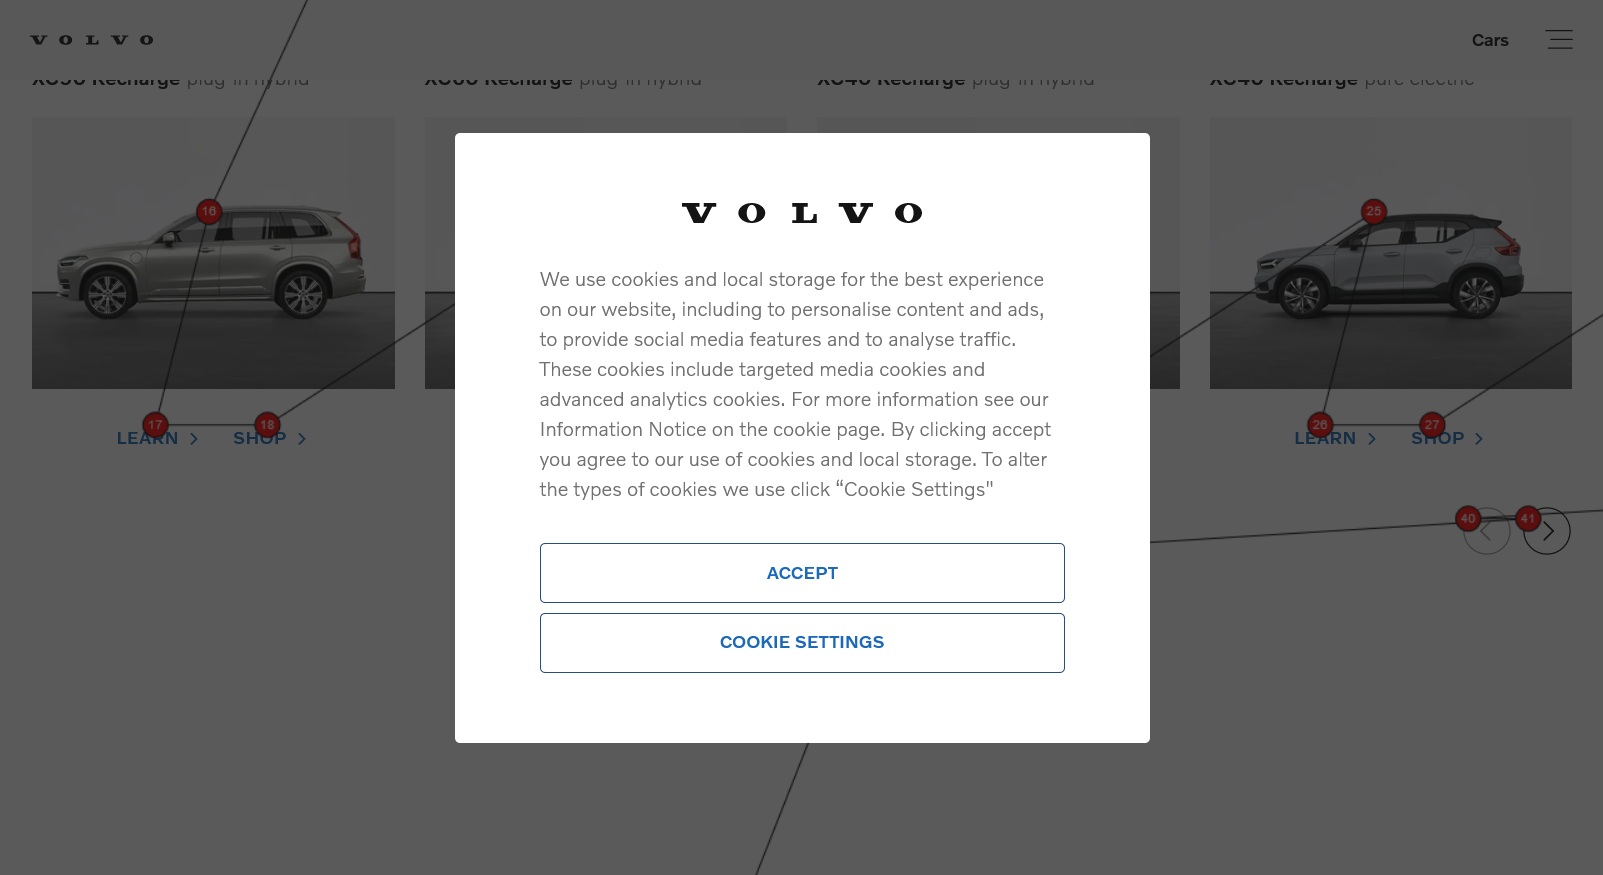 VOLVO
Cars
XC90 Recharge plug-in hybrid
XC60 Recharge plug-in hybrid
XC40 Recharge plug-in hybrid
XC40 Recharge pure electric
16
25
17
18
26
27
LEARN
SHOP
LEARN
SHOP
40
41
VOLVO
We use cookies and local storage for the best experience
on our website, including to personalise content and ads,
to provide social media features and to analyse traffic.
These cookies include targeted media cookies and
advanced analytics cookies. For more information see our
Information Notice on the cookie page. By clicking accept
you agree to our use of cookies and local storage. To alter
the types of cookies we use click “Cookie Settings"
ACCEPT
COOKIE SETTINGS